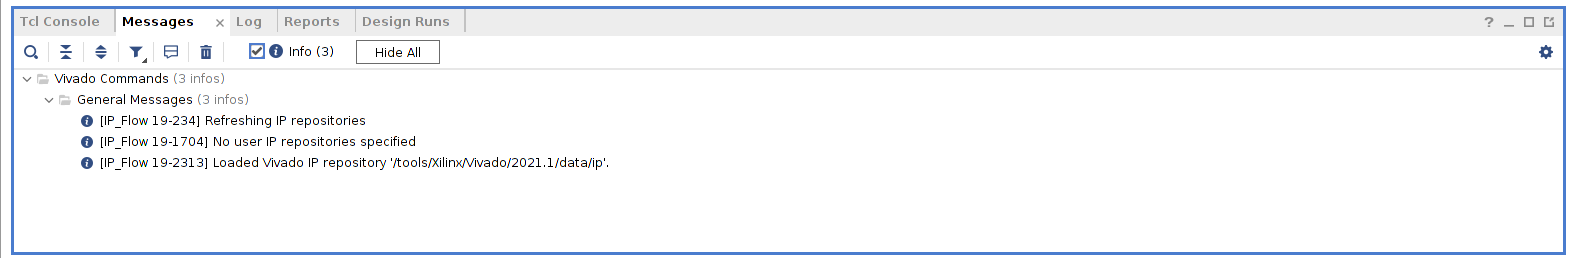 Tcl Console Messages × Log Reports Design Runs ?
Info (3) Hide All
Vivado Commands (3 infos)
General Messages (3 infos)
[IP_Flow 19-234] Refreshing IP repositories
[IP_Flow 19-1704] No user IP repositories specified
[IP_Flow 19-2313] Loaded Vivado IP repository '/tools/Xilinx/Vivado/2021.1/data/ip'.